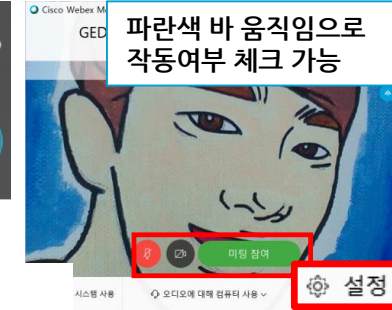 Cisco Webex Me
GED
파란색 바 움직임으로
작동여부 체크 가능
미팅 참여
시스템 사용
오디오에 대해 컴퓨터 사용
설정